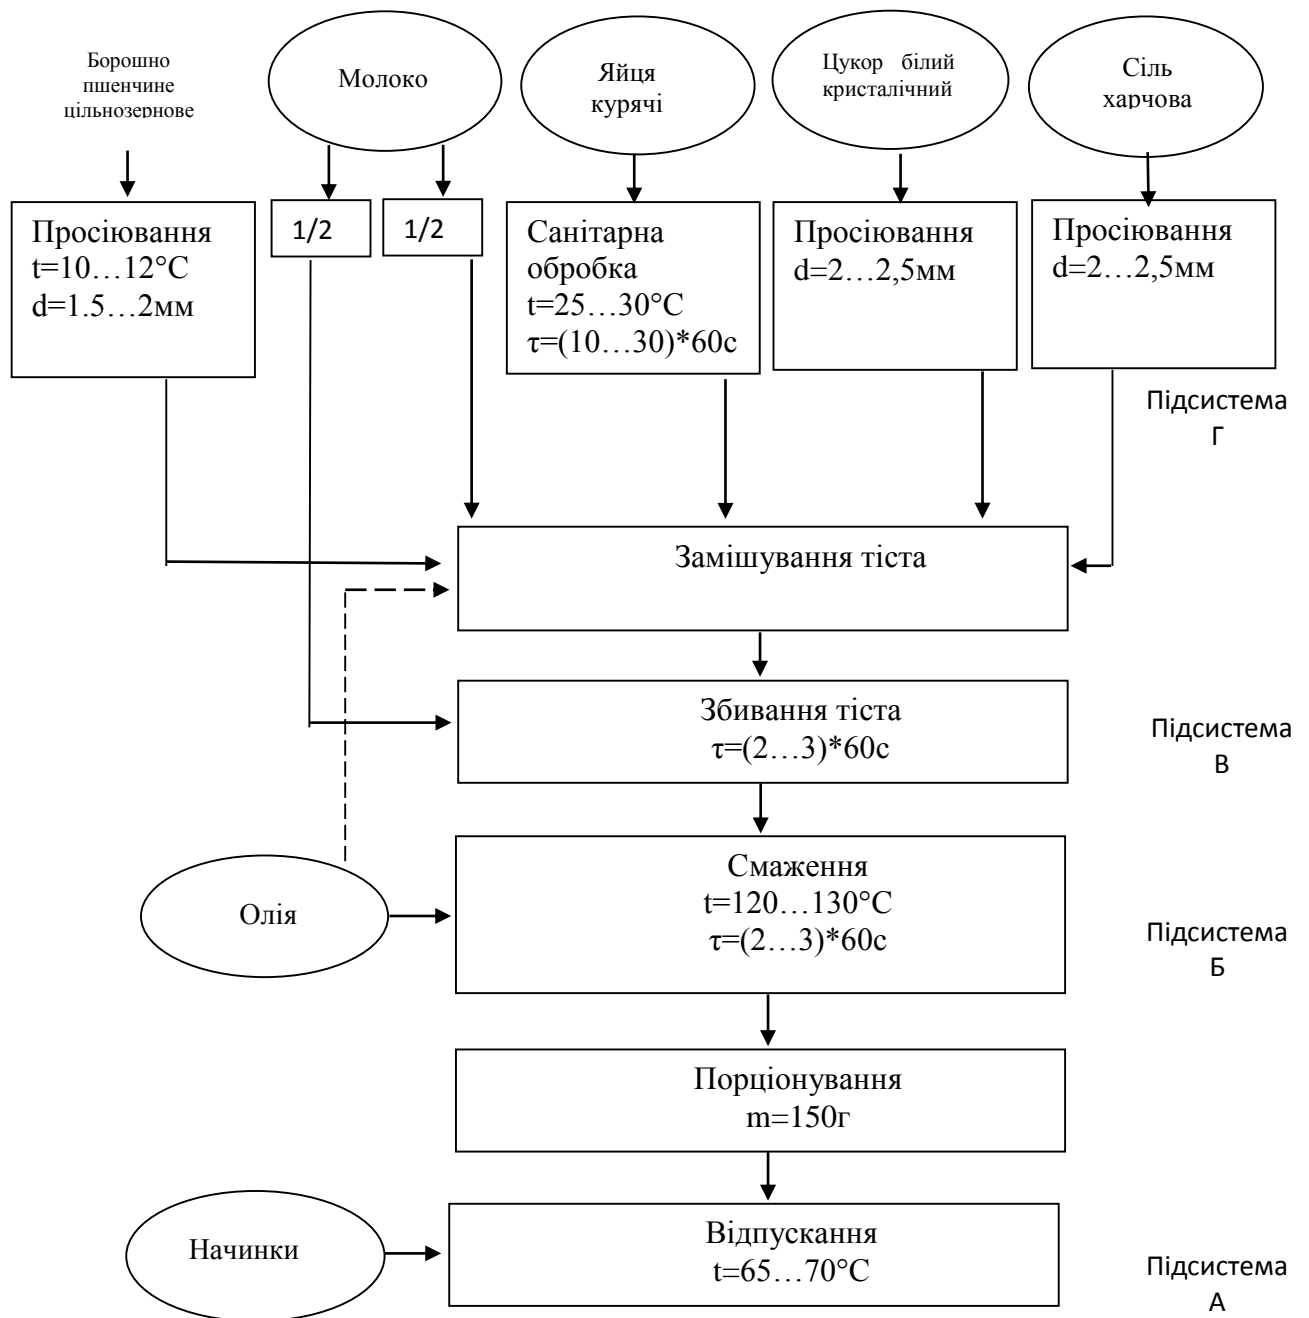 Борошно
пшенчине
цільнозернове
Молоко
Яйця
курячі
Цукор білий
кристалічний
Сіль
харчова
Просіювання
t=10...12°C
d=1.5...2мм
1/2
1/2
Санітарна
обробка
t=25...30°C
τ=(10...30)*60с
Просіювання
d=2...2,5мм
Просіювання
d=2...2,5мм
Підсистема
Г
Замішування тіста
Збивання тіста
τ=(2...3)*60с
Підсистема
В
Олія
Смаження
t=120...130°C
τ=(2...3)*60с
Підсистема
Б
Порціонування
m=150г
Начинки
Відпускання
t=65...70°C
Підсистема
А